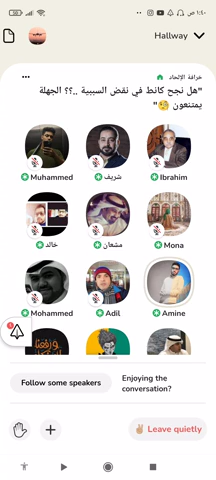 ١:٤٠ ص
Hallway
خرافة الإلحاد
"هل نجح كانط في نقض السببية ..؟؟ الجهلة
يمتنعون 🧐"
Muhammed
شريف
Ibrahim
خالد
مشعان
Mona
Mohammed
Adil
Amine
Follow some speakers
Enjoying the
conversation?
✌🏼 Leave quietly